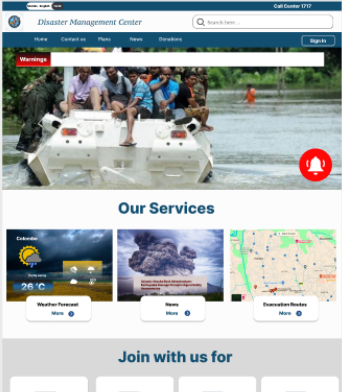 Call Center 1717
Disaster Management Center
Search here...
Home
Contact us
Plans
News
Donations
Sign In
Warnings
Our Services
Colombo
26 °C
Weather Forecast
More
News
More
Evacuation Routes
More
Join with us for